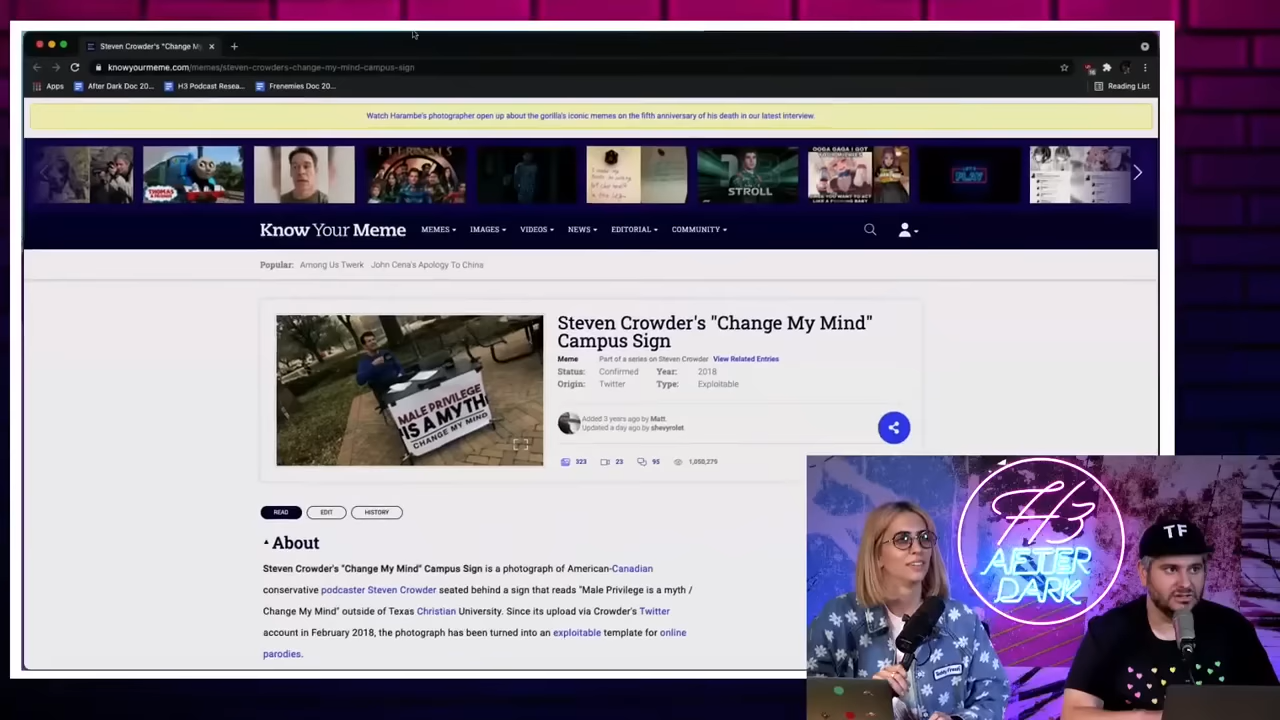 Steven Crowder's "Change My
knowyourmeme.com/memes/steven-crowders-change-my-mind-campus-sign
Apps After Dark Doc 20... H3 Podcast Resea... Frenemies Doc 20... Reading List
Watch Harambe's photographer open up about the gorilla's iconic memes on the fifth anniversary of his death in our latest interview.
THOMAS
ETERNALS
STROLL
OOGA BAGA I GOT
LET'S
PLAY
Know Your Meme MEMES IMAGES VIDEOS NEWS EDITORIAL COMMUNITY
Popular: Among Us Twerk John Cena's Apology To China
Steven Crowder's "Change My Mind"
Campus Sign
Meme Part of a series on Steven Crowder View Related Entries
Status: Confirmed Year: 2018
Origin: Twitter Type: Exploitable
MALE PRIVILEGE
IS A MYTH
CHANGE MY MIND
Added 3 years ago by Matt.
Updated a day ago by shevyrolet.
323 23 95 1,050,279
READ EDIT HISTORY
About
Steven Crowder's "Change My Mind" Campus Sign is a photograph of American-Canadian
conservative podcaster Steven Crowder seated behind a sign that reads "Male Privilege is a myth /
Change My Mind" outside of Texas Christian University. Since its upload via Crowder's Twitter
account in February 2018, the photograph has been turned into an exploitable template for online
parodies.
H3
AFTER
DARK
TF